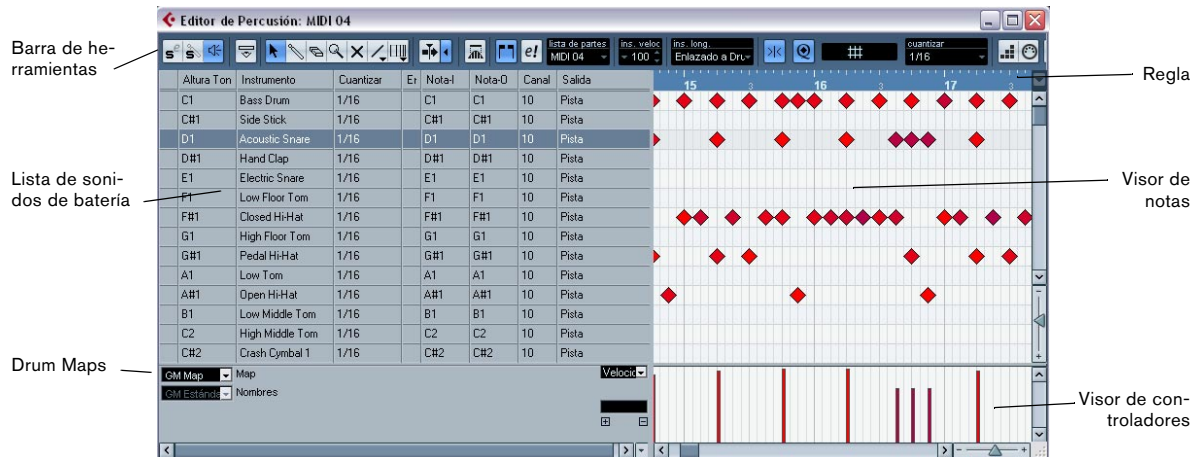 Editor de Percusión: MIDI 04
Barra de he-
rramientas
lista de partes
MIDI 04
ins. veloc
100
ins. long.
Enlazado a Dru
cuantizar
1/16
Regla
Altura Ton Instrumento Cuantizar Er Nota-I Nota-O Canal Salida
15 3 16 3 17 3
C1 Bass Drum 1/16 C1 C1 10 Pista
C#1 Side Stick 1/16 C#1 C#1 10 Pista
D1 Acoustic Snare 1/16 D1 D1 10 Pista
D#1 Hand Clap 1/16 D#1 D#1 10 Pista
E1 Electric Snare 1/16 E1 E1 10 Pista
F1 Low Floor Tom 1/16 F1 F1 10 Pista
F#1 Closed Hi-Hat 1/16 F#1 F#1 10 Pista
G1 High Floor Tom 1/16 G1 G1 10 Pista
G#1 Pedal Hi-Hat 1/16 G#1 G#1 10 Pista
A1 Low Tom 1/16 A1 A1 10 Pista
A#1 Open Hi-Hat 1/16 A#1 A#1 10 Pista
B1 Low Middle Tom 1/16 B1 B1 10 Pista
C2 High Middle Tom 1/16 C2 C2 10 Pista
C#2 Crash Cymbal 1 1/16 C#2 C#2 10 Pista
Lista de soni-
dos de batería
Visor de
notas
Drum Maps
GM Map Map
GM Estánda Nombres
Velocid
Visor de con-
troladores